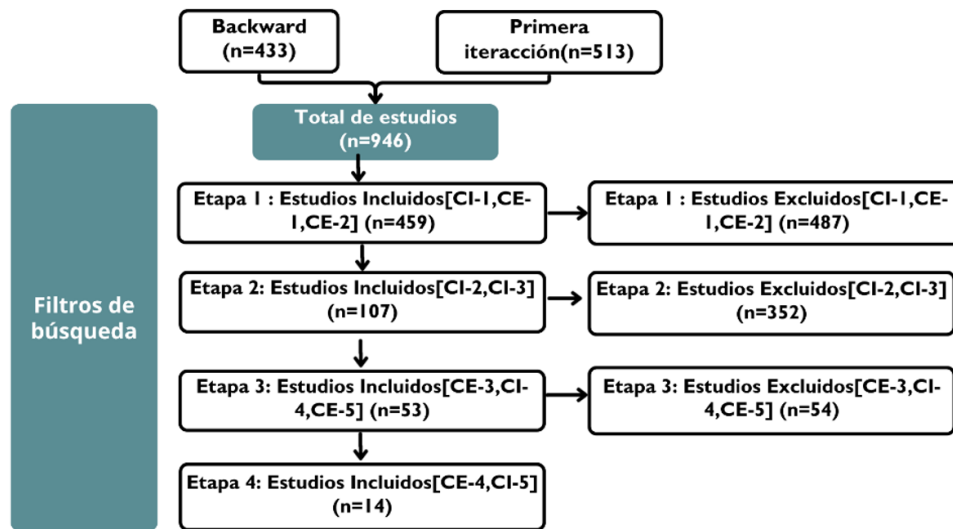 Backward
(n=433)
Primera
iteracción(n=513)
Total de estudios
(n=946)
Etapa 1 : Estudios Incluidos[CI-1,CE-
1,CE-2] (n=459)
Etapa 1 : Estudios Excluidos[CI-1,CE-
1,CE-2] (n=487)
Filtros de
búsqueda
Etapa 2: Estudios Incluidos[CI-2,CI-3]
(n=107)
Etapa 2: Estudios Excluidos[CI-2,CI-3]
(n=352)
Etapa 3: Estudios Incluidos[CE-3,CI-
4,CE-5] (n=53)
Etapa 3: Estudios Excluidos[CE-3,CI-
4,CE-5] (n=54)
Etapa 4: Estudios Incluidos[CE-4,CI-5]
(n=14)